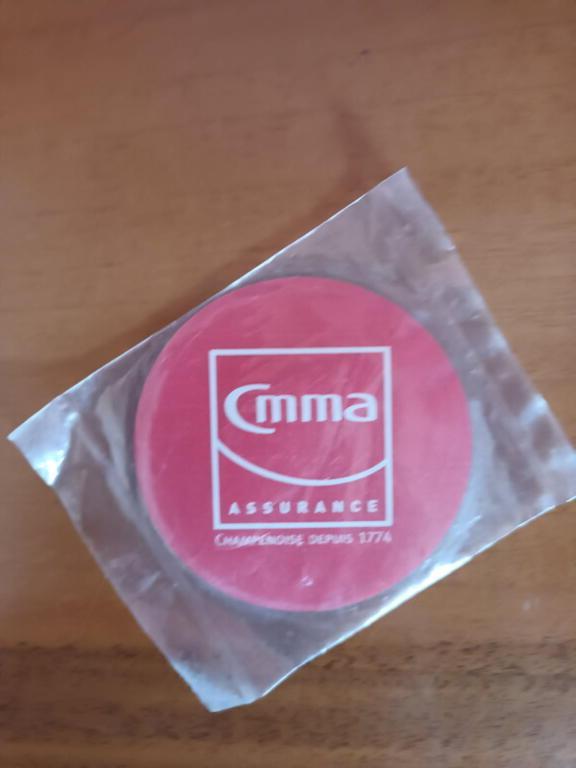 Cmma
ASSURANCE
CHAMPENOISE DEPUIS 1774